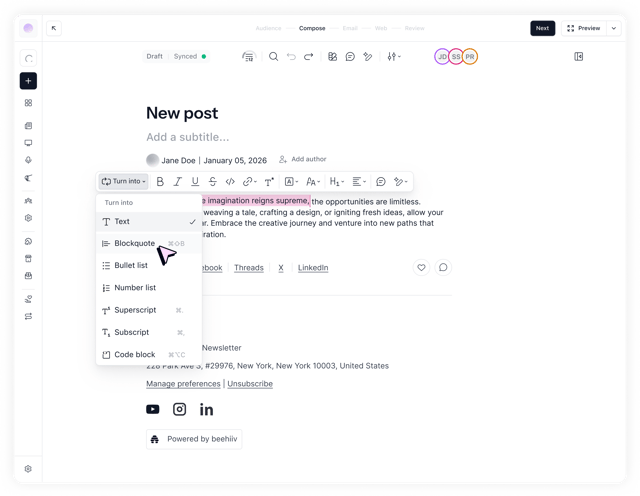 Audience
Compose
Email
Web
Review
Next
Preview
Draft
Synced
JD SS PR
New post
Add a subtitle...
Jane Doe | January 05, 2026
Add author
Turn into
B I U S
H1
Turn into
Text
Blockquote ⌘⇧B
Bullet list
Number list
Superscript ⌘.
Subscript ⌘,
Code block ⌘⌥C
e imagination reigns supreme, the opportunities are limitless.
weaving a tale, crafting a design, or igniting fresh ideas, allow your
ar. Embrace the creative journey and venture into new paths that
iration.
ebook | Threads | X | LinkedIn
Newsletter
228 Park Ave S, #29976, New York, New York 10003, United States
Manage preferences | Unsubscribe
Powered by beehiiv